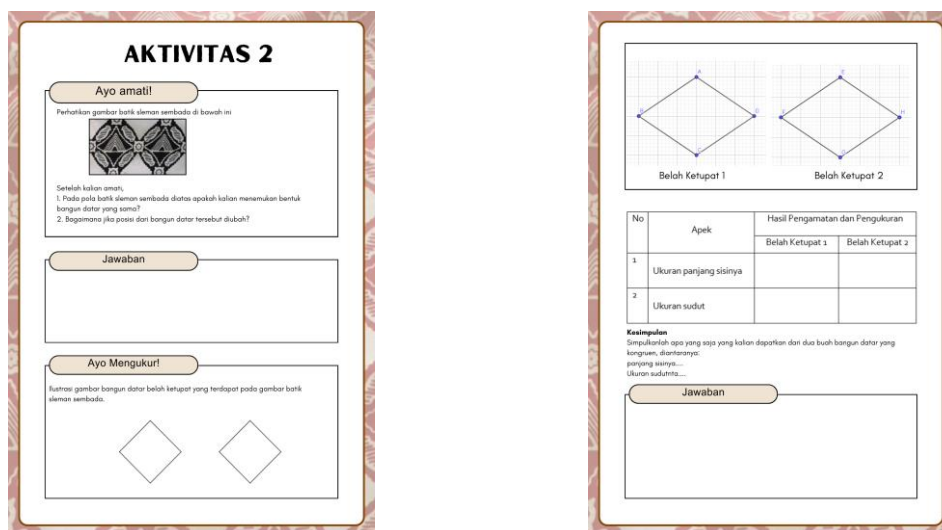 AKTIVITAS 2
Ayo amati!
Perhatikan gambar batik sleman sembada di bawah ini
Setelah kalian amati,
1. Pada pola batik sleman sembada diatas apakah kalian menemukan bentuk
bangun datar yang sama?
2. Bagaimana jika posisi dari bangun datar tersebut diubah?
Jawaban
Ayo Mengukur!
Ilustrasi gambar bangun datar belah ketupat yang terdapat pada gambar batik
sleman sembada.
A
B
D
C
E
F
H
G
Belah Ketupat 1
Belah Ketupat 2
No
Apek
Hasil Pengamatan dan Pengukuran
Belah Ketupat 1
Belah Ketupat 2
1
Ukuran panjang sisinya
2
Ukuran sudut
Kesimpulan
Simpulkanlah apa yang saja yang kalian dapatkan dari dua buah bangun datar yang
kongruen, diantaranya:
panjang sisinya....
Ukuran sudutnta....
Jawaban